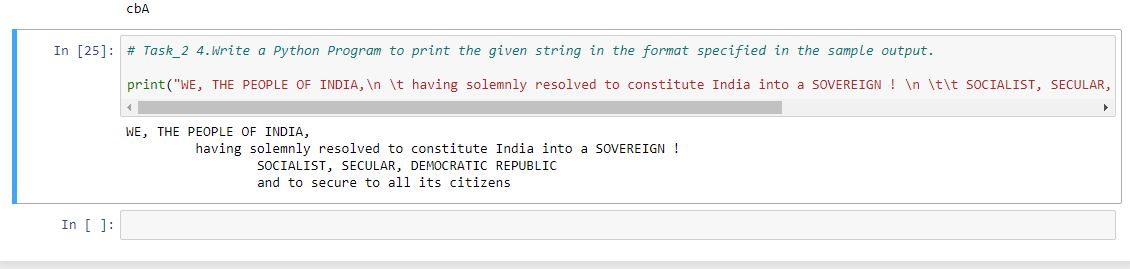 cbA
In [25]: # Task_2 4.Write a Python Program to print the given string in the format specified in the sample output.
print("WE, THE PEOPLE OF INDIA,\n \t having solemnly resolved to constitute India into a SOVEREIGN ! \n \t\t SOCIALIST, SECULAR,
WE, THE PEOPLE OF INDIA,
having solemnly resolved to constitute India into a SOVEREIGN !
SOCIALIST, SECULAR, DEMOCRATIC REPUBLIC
and to secure to all its citizens
In [ ]: